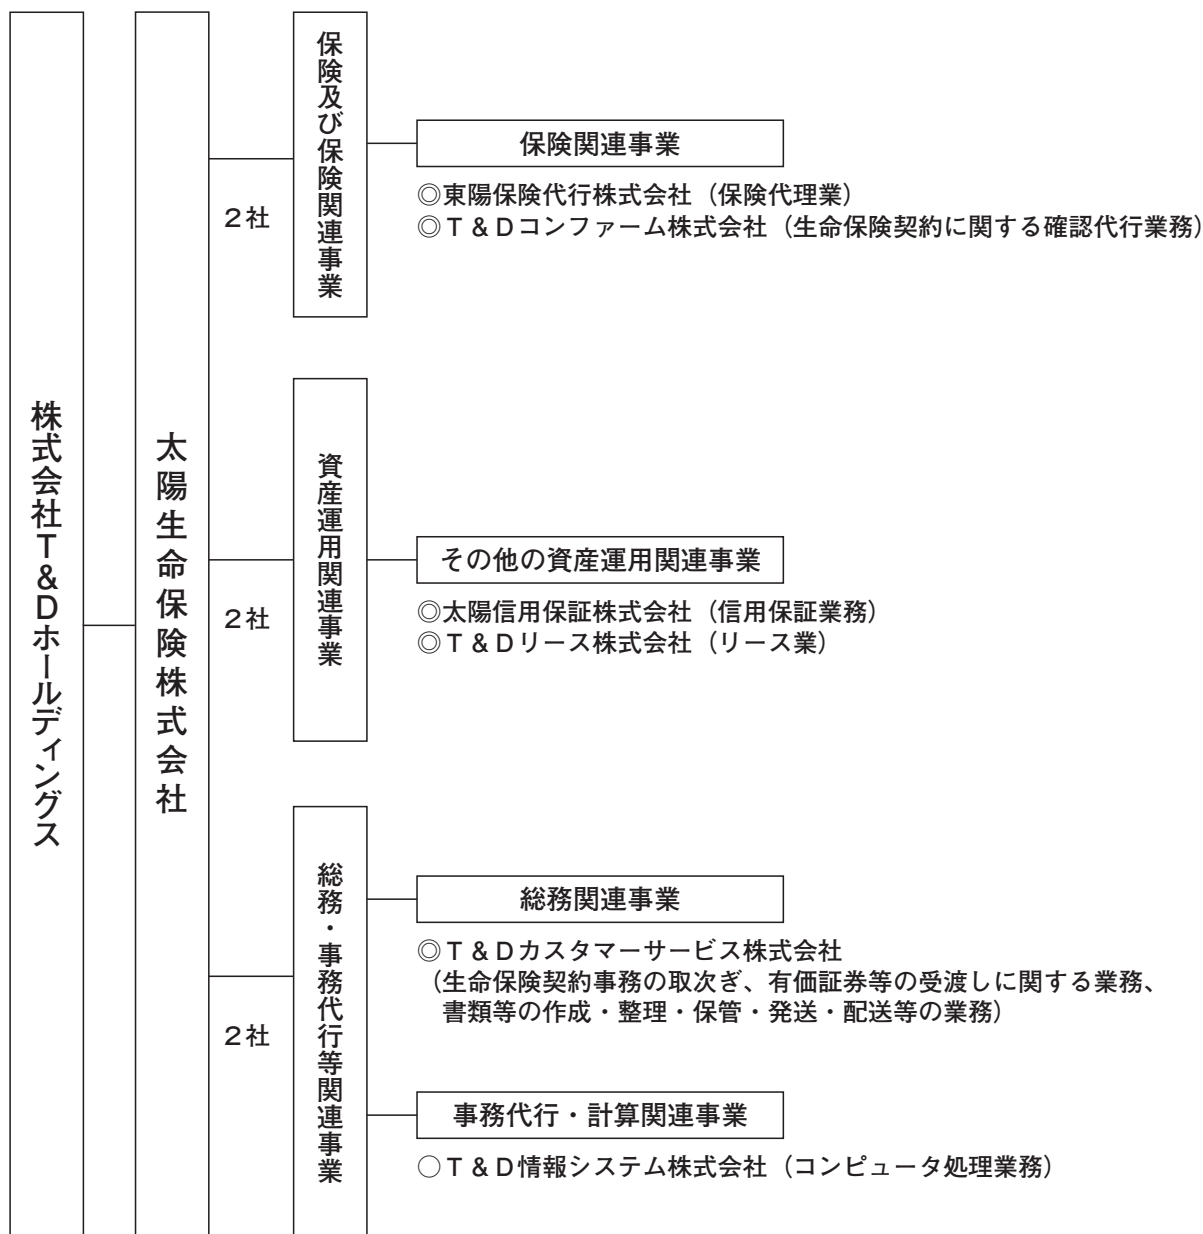 株式会社T&Dホールディングス
太陽生命保険株式会社
2社
保険及び保険関連事業
保険関連事業
◎東陽保険代行株式会社（保険代理業）
◎T&Dコンファーム株式会社（生命保険契約に関する確認代行業務）
2社
資産運用関連事業
その他の資産運用関連事業
◎太陽信用保証株式会社（信用保証業務）
◎T&Dリース株式会社（リース業）
2社
総務・事務代行等関連事業
総務関連事業
◎T&Dカスタマーサービス株式会社
（生命保険契約事務の取次ぎ、有価証券等の受渡しに関する業務、
書類等の作成・整理・保管・発送・配送等の業務）
事務代行・計算関連事業
○T&D情報システム株式会社（コンピュータ処理業務）